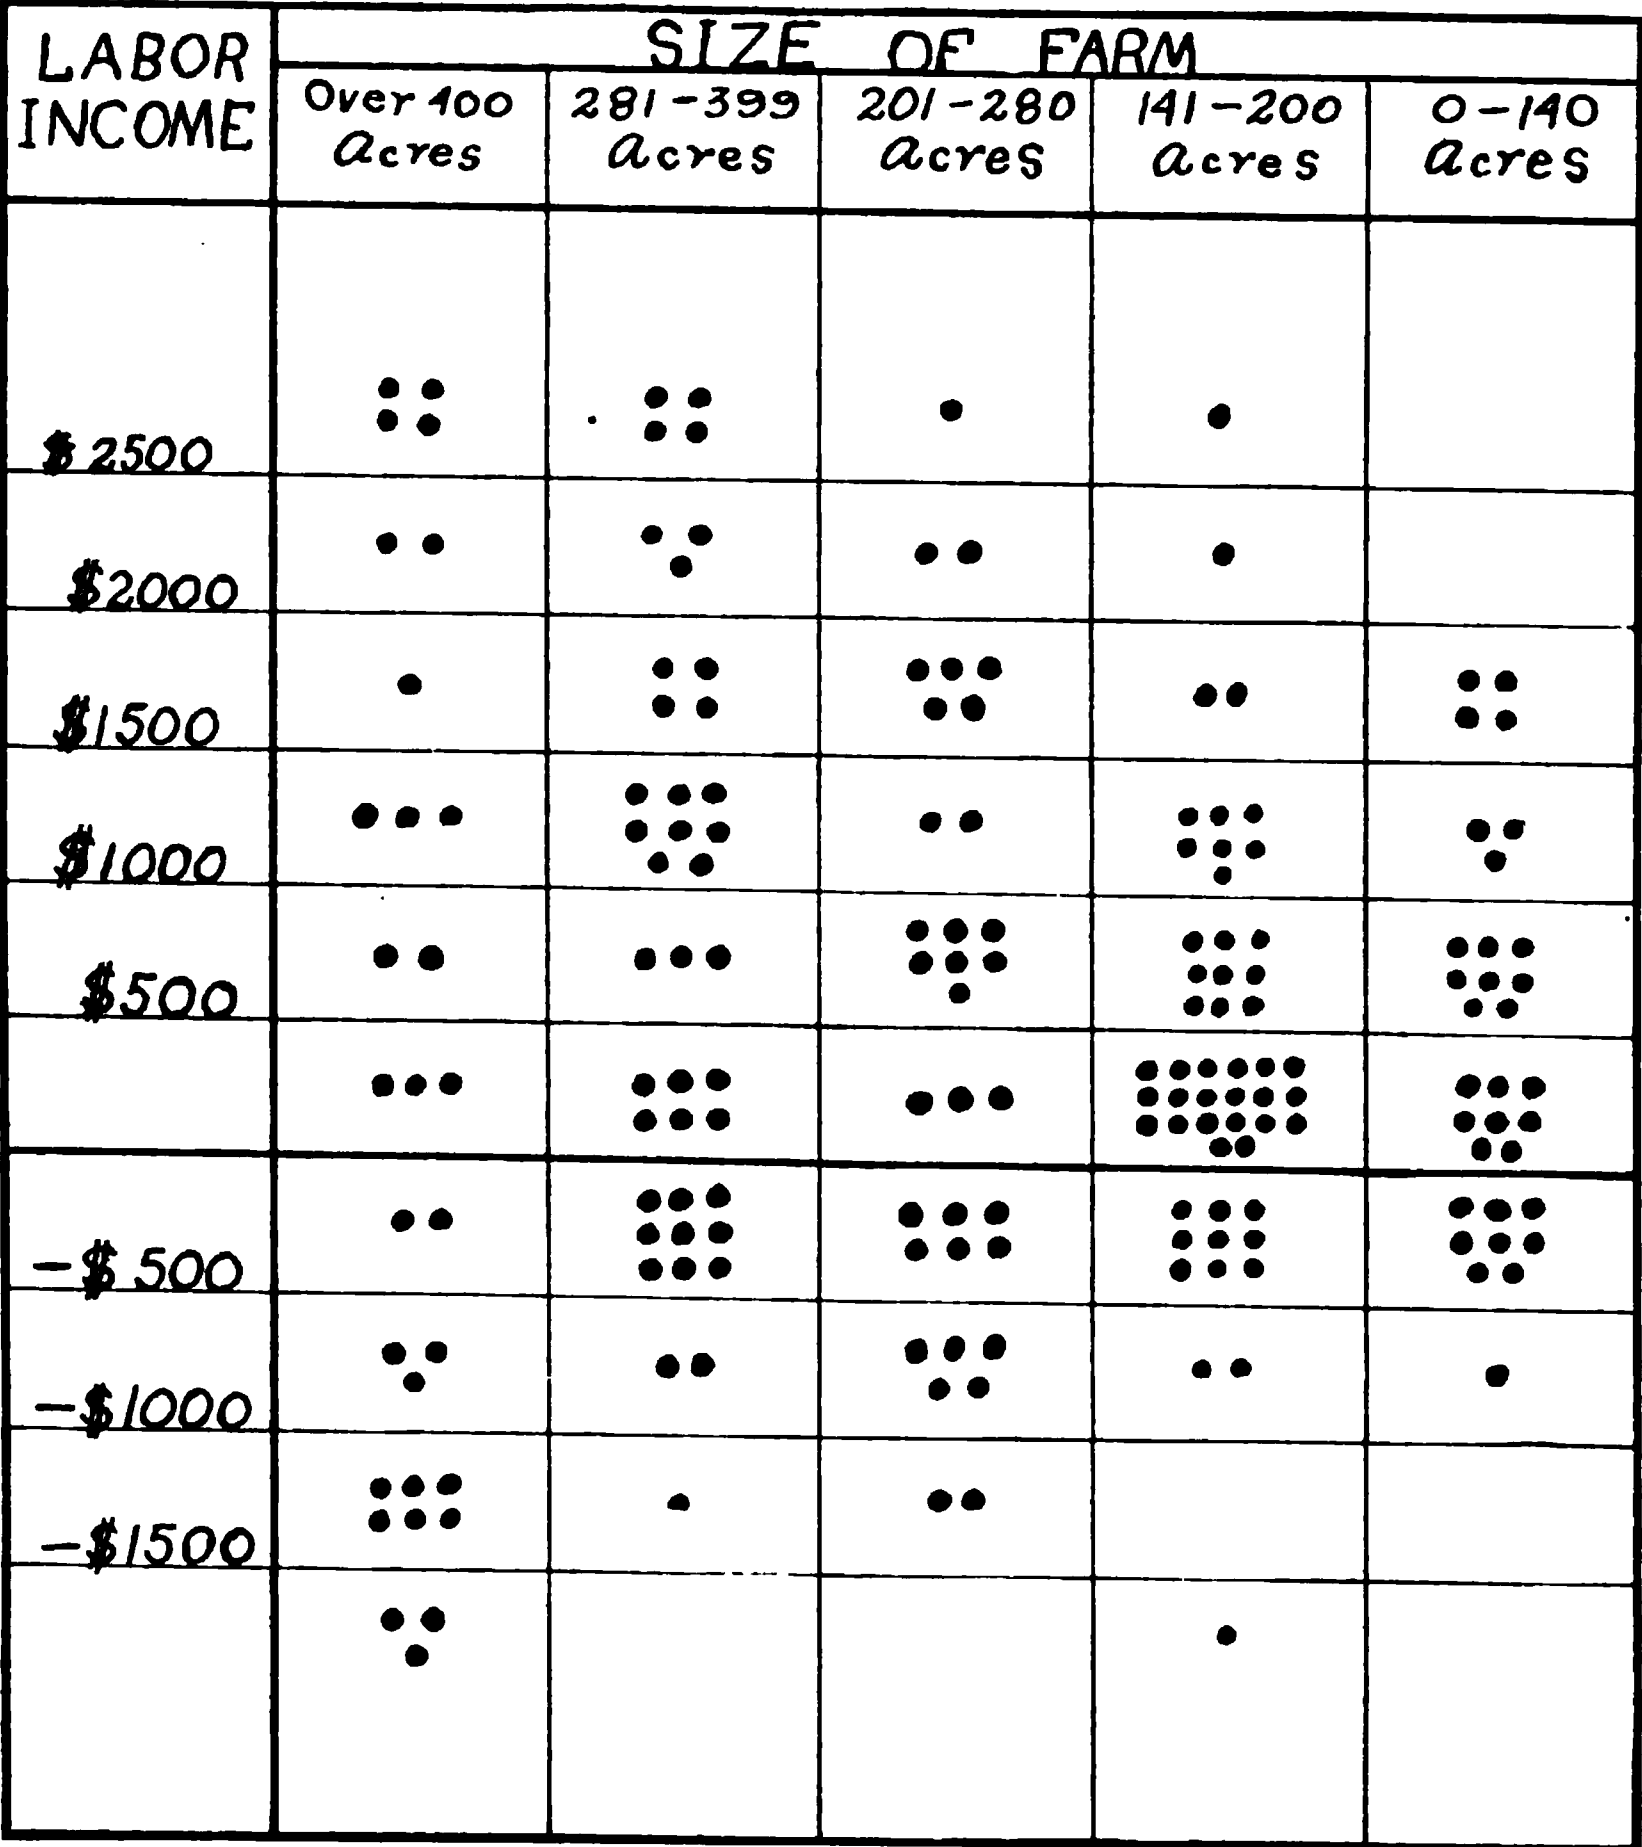 LABOR
INCOME
SIZE OF FARM
Over 400
Acres
281-399
Acres
201-280
Acres
141-200
Acres
0-140
Acres
$2500
$2000
$1500
$1000
$500
-$500
-$1000
-$1500